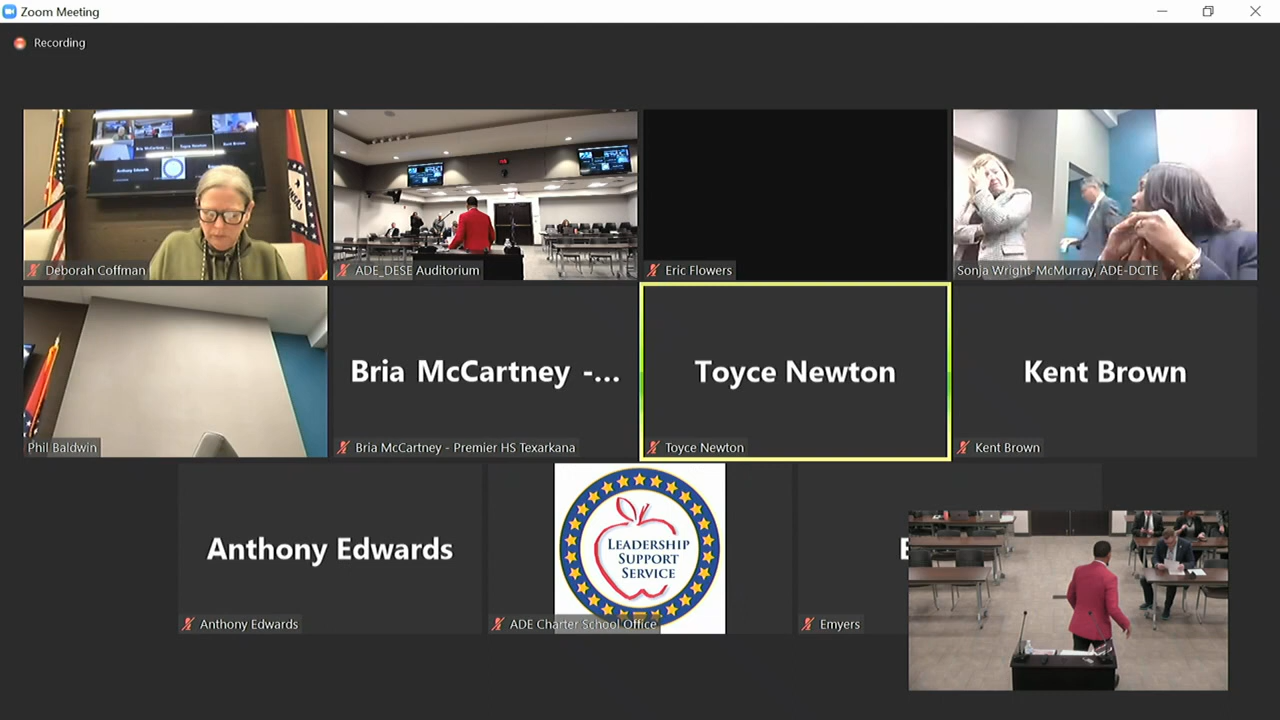 Zoom Meeting
Recording
Deborah Coffman
ADE_DESE Auditorium
Eric Flowers
Sonja Wright-McMurray, ADE-DCTE
Phil Baldwin
Bria McCartney -...
Bria McCartney - Premier HS Texarkana
Toyce Newton
Toyce Newton
Kent Brown
Kent Brown
Anthony Edwards
Anthony Edwards
LEADERSHIP
SUPPORT
SERVICE
ADE Charter School Office
E
Emyers